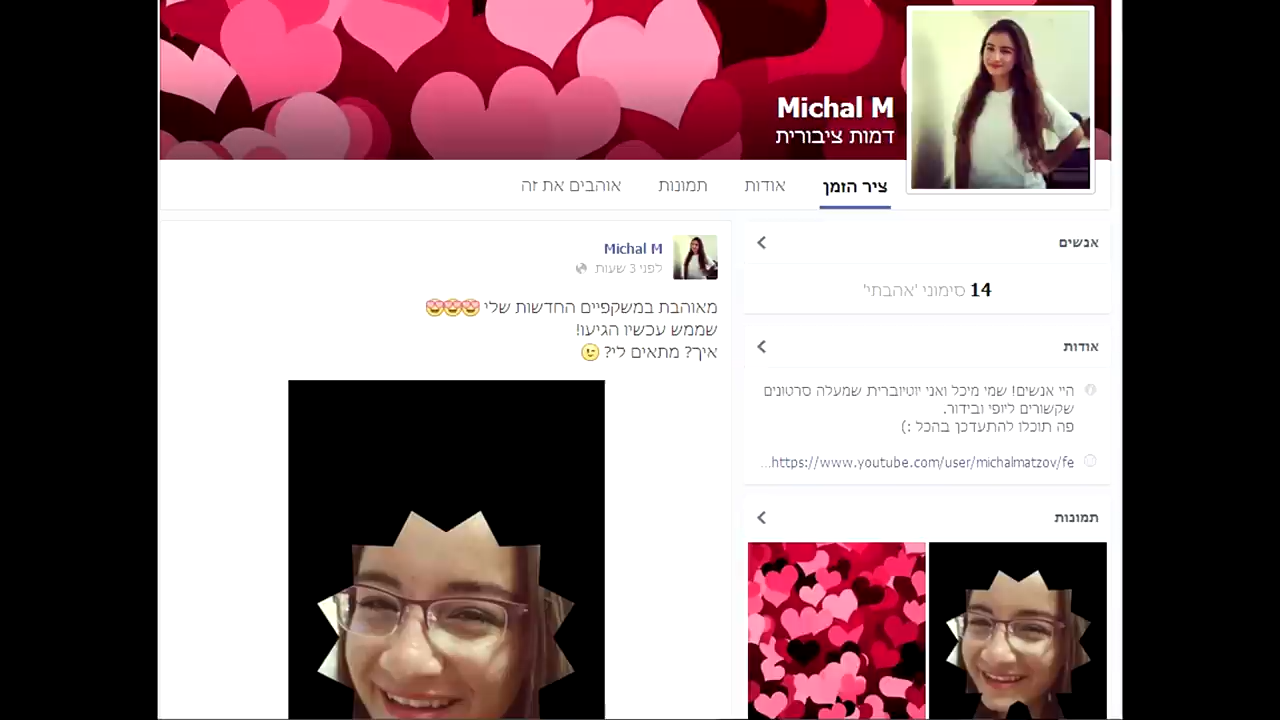 Michal M
דמות ציבורית
ציר הזמן
אודות
תמונות
אוהבים את זה
Michal M
לפני 3 שעות
מאוהבת במשקפיים החדשות שלי 😍😍😍
שממש עכשיו הגיעו!
איך? מתאים לי? 😉
אנשים
14 סימוני 'אהבתי'
אודות
היי אנשים! שמי מיכל ואני יוטיוברית שמעלה סרטונים
שקשורים ליופי ובידור.
פה תוכלו להתעדכן בהכל :)
https://www.youtube.com/user/michalmatzov/fe...
תמונות